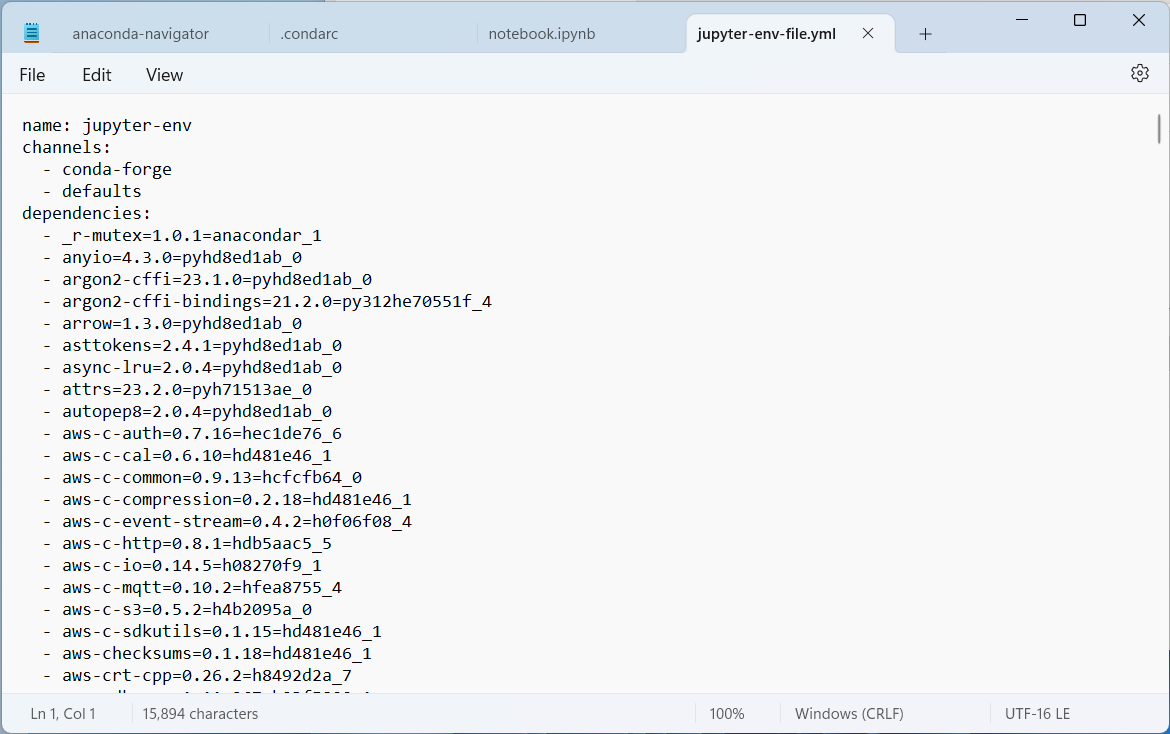 anaconda-navigator .condarc notebook.ipynb jupyter-env-file.yml
File Edit View
name: jupyter-env
channels:
  - conda-forge
  - defaults
dependencies:
  - _r-mutex=1.0.1=anacondar_1
  - anyio=4.3.0=pyhd8ed1ab_0
  - argon2-cffi=23.1.0=pyhd8ed1ab_0
  - argon2-cffi-bindings=21.2.0=py312he70551f_4
  - arrow=1.3.0=pyhd8ed1ab_0
  - asttokens=2.4.1=pyhd8ed1ab_0
  - async-lru=2.0.4=pyhd8ed1ab_0
  - attrs=23.2.0=pyh71513ae_0
  - autopep8=2.0.4=pyhd8ed1ab_0
  - aws-c-auth=0.7.16=hec1de76_6
  - aws-c-cal=0.6.10=hd481e46_1
  - aws-c-common=0.9.13=hcfcfb64_0
  - aws-c-compression=0.2.18=hd481e46_1
  - aws-c-event-stream=0.4.2=h0f06f08_4
  - aws-c-http=0.8.1=hdb5aac5_5
  - aws-c-io=0.14.5=h08270f9_1
  - aws-c-mqtt=0.10.2=hfea8755_4
  - aws-c-s3=0.5.2=h4b2095a_0
  - aws-c-sdkutils=0.1.15=hd481e46_1
  - aws-checksums=0.1.18=hd481e46_1
  - aws-crt-cpp=0.26.2=h8492d2a_7
Ln 1, Col 1 15,894 characters 100% Windows (CRLF) UTF-16 LE